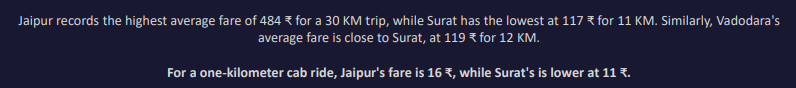 Jaipur records the highest average fare of 484 ₹ for a 30 KM trip, while Surat has the lowest at 117 ₹ for 11 KM. Similarly, Vadodara's
average fare is close to Surat, at 119 ₹ for 12 KM.
For a one-kilometer cab ride, Jaipur's fare is 16 ₹, while Surat's is lower at 11 ₹.